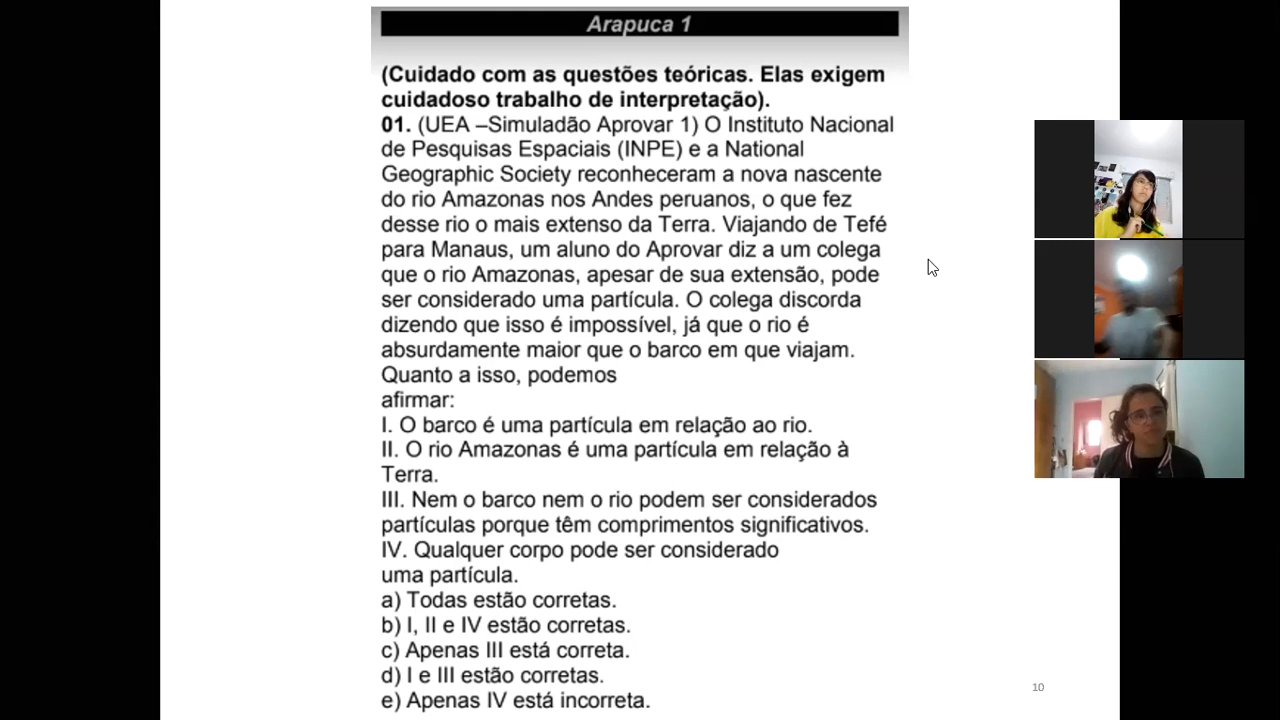 Arapuca 1
(Cuidado com as questões teóricas. Elas exigem
cuidadoso trabalho de interpretação).
01. (UEA –Simuladão Aprovar 1) O Instituto Nacional
de Pesquisas Espaciais (INPE) e a National
Geographic Society reconheceram a nova nascente
do rio Amazonas nos Andes peruanos, o que fez
desse rio o mais extenso da Terra. Viajando de Tefé
para Manaus, um aluno do Aprovar diz a um colega
que o rio Amazonas, apesar de sua extensão, pode
ser considerado uma partícula. O colega discorda
dizendo que isso é impossível, já que o rio é
absurdamente maior que o barco em que viajam.
Quanto a isso, podemos
afirmar:
I. O barco é uma partícula em relação ao rio.
II. O rio Amazonas é uma partícula em relação à
Terra.
III. Nem o barco nem o rio podem ser considerados
partículas porque têm comprimentos significativos.
IV. Qualquer corpo pode ser considerado
uma partícula.
a) Todas estão corretas.
b) I, II e IV estão corretas.
c) Apenas III está correta.
d) I e III estão corretas.
e) Apenas IV está incorreta.
10